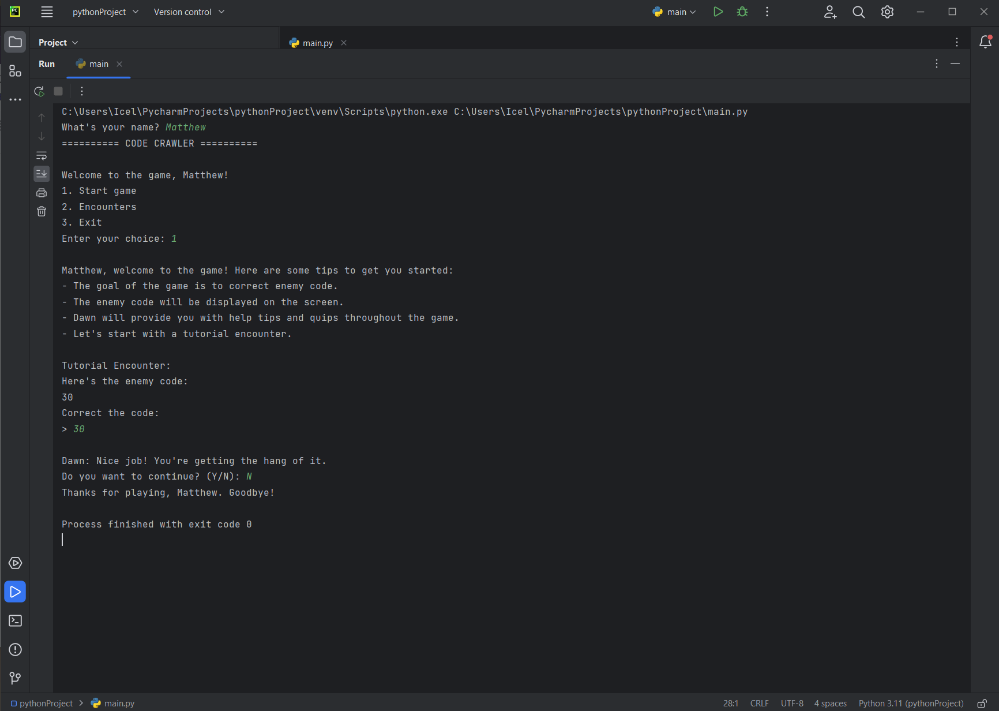 PC
pythonProject Version control main
Project main.py
Run main
C:\Users\Icel\PycharmProjects\pythonProject\venv\Scripts\python.exe C:\Users\Icel\PycharmProjects\pythonProject\main.py
What's your name? Matthew
========== CODE CRAWLER ==========
Welcome to the game, Matthew!
1. Start game
2. Encounters
3. Exit
Enter your choice: 1
Matthew, welcome to the game! Here are some tips to get you started:
- The goal of the game is to correct enemy code.
- The enemy code will be displayed on the screen.
- Dawn will provide you with help tips and quips throughout the game.
- Let's start with a tutorial encounter.
Tutorial Encounter:
Here's the enemy code:
30
Correct the code:
> 30
Dawn: Nice job! You're getting the hang of it.
Do you want to continue? (Y/N): N
Thanks for playing, Matthew. Goodbye!
Process finished with exit code 0
pythonProject > main.py 28:1 CRLF UTF-8 4 spaces Python 3.11 (pythonProject)